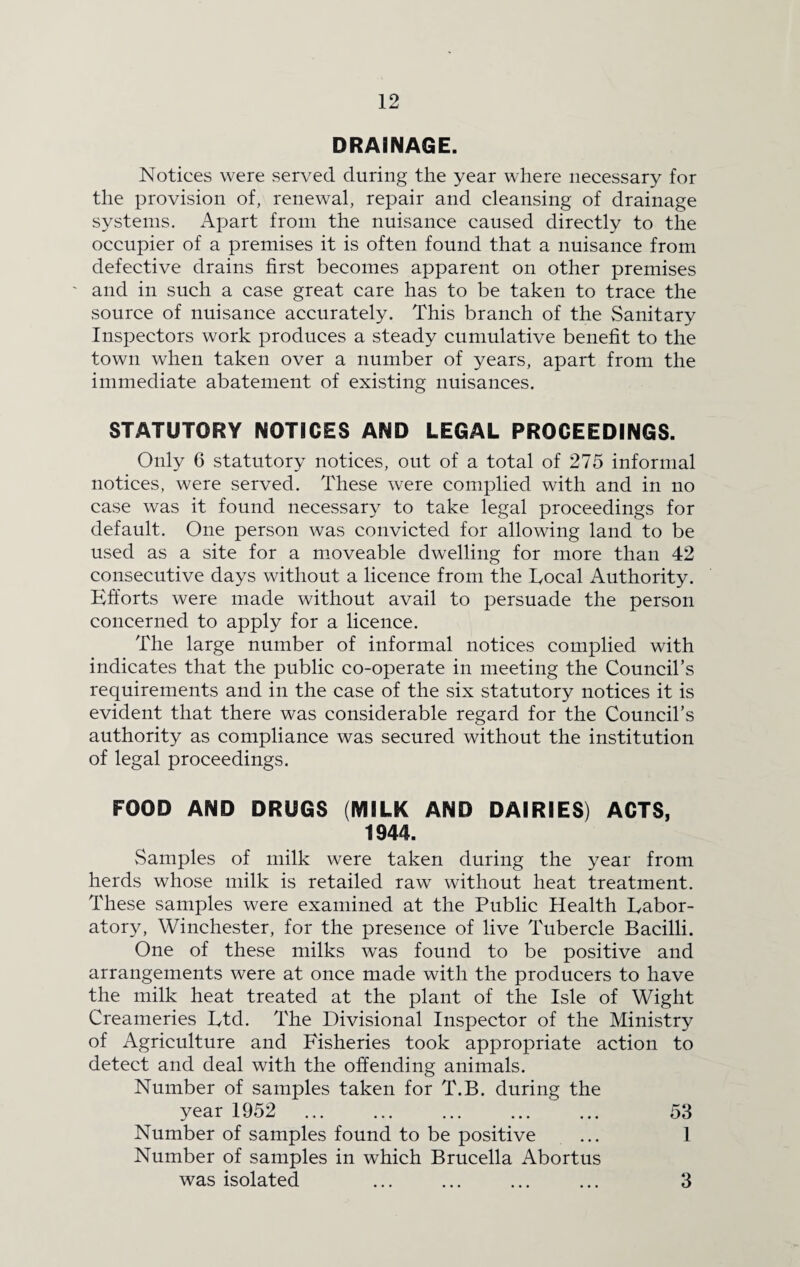 12
DRAINAGE.
Notices were served during the year where necessary for
the provision of, renewal, repair and cleansing of drainage
systems. Apart from the nuisance caused directly to the
occupier of a premises it is often found that a nuisance from
defective drains first becomes apparent on other premises
and in such a case great care has to be taken to trace the
source of nuisance accurately. This branch of the Sanitary
Inspectors work produces a steady cumulative benefit to the
town when taken over a number of years, apart from the
immediate abatement of existing nuisances.
STATUTORY NOTICES AND LEGAL PROCEEDINGS.
Only 6 statutory notices, out of a total of 275 informal
notices, were served. These were complied with and in no
case was it found necessary to take legal proceedings for
default. One person was convicted for allowing land to be
used as a site for a moveable dwelling for more than 42
consecutive days without a licence from the Local Authority.
Efforts were made without avail to persuade the person
concerned to apply for a licence.
The large number of informal notices complied with
indicates that the public co-operate in meeting the Council's
requirements and in the case of the six statutory notices it is
evident that there was considerable regard for the Council's
authority as compliance was secured without the institution
of legal proceedings.
FOOD AND DRUGS (MILK AND DAIRIES) ACTS,
1944.
Samples of milk were taken during the year from
herds whose milk is retailed raw without heat treatment.
These samples were examined at the Public Health Labor-
atory, Winchester, for the presence of live Tubercle Bacilli.
One of these milks was found to be positive and
arrangements were at once made with the producers to have
the milk heat treated at the plant of the Isle of Wight
Creameries Ltd. The Divisional Inspector of the Ministry
of Agriculture and Fisheries took appropriate action to
detect and deal with the offending animals.
Number of samples taken for T.B. during the
year 1952 ... ... ... ... ... 53
Number of samples found to be positive ... 1
Number of samples in which Brucella Abortus
was isolated ... ... ... ... 3